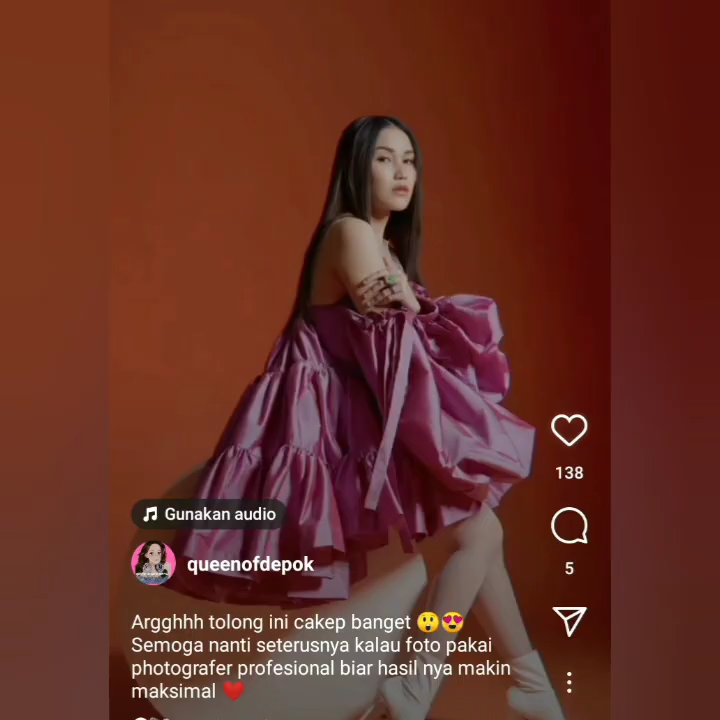 138
5
Gunakan audio
queenofdepok
Argghhh tolong ini cakep banget 😲😍
Semoga nanti seterusnya kalau foto pakai
photografer profesional biar hasil nya makin
maksimal ❤️